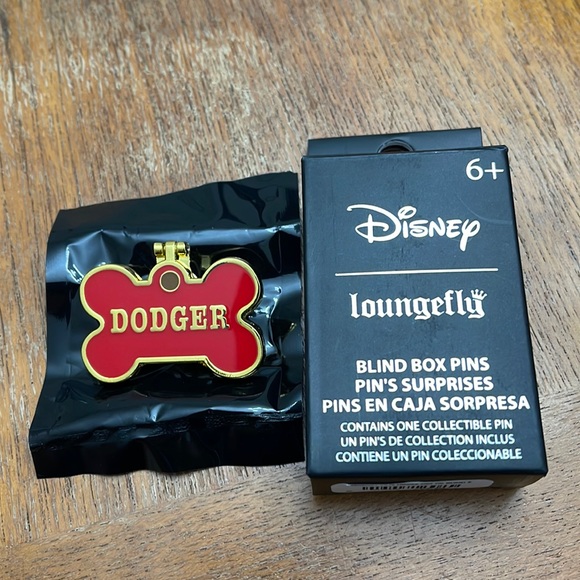 DODGER
6+
Disney
loungefly
BLIND BOX PINS
PIN'S SURPRISES
PINS EN CAJA SORPRESA
CONTAINS ONE COLLECTIBLE PIN
UN PIN'S DE COLLECTION INCLUS
CONTIENE UN PIN COLECCIONABLE